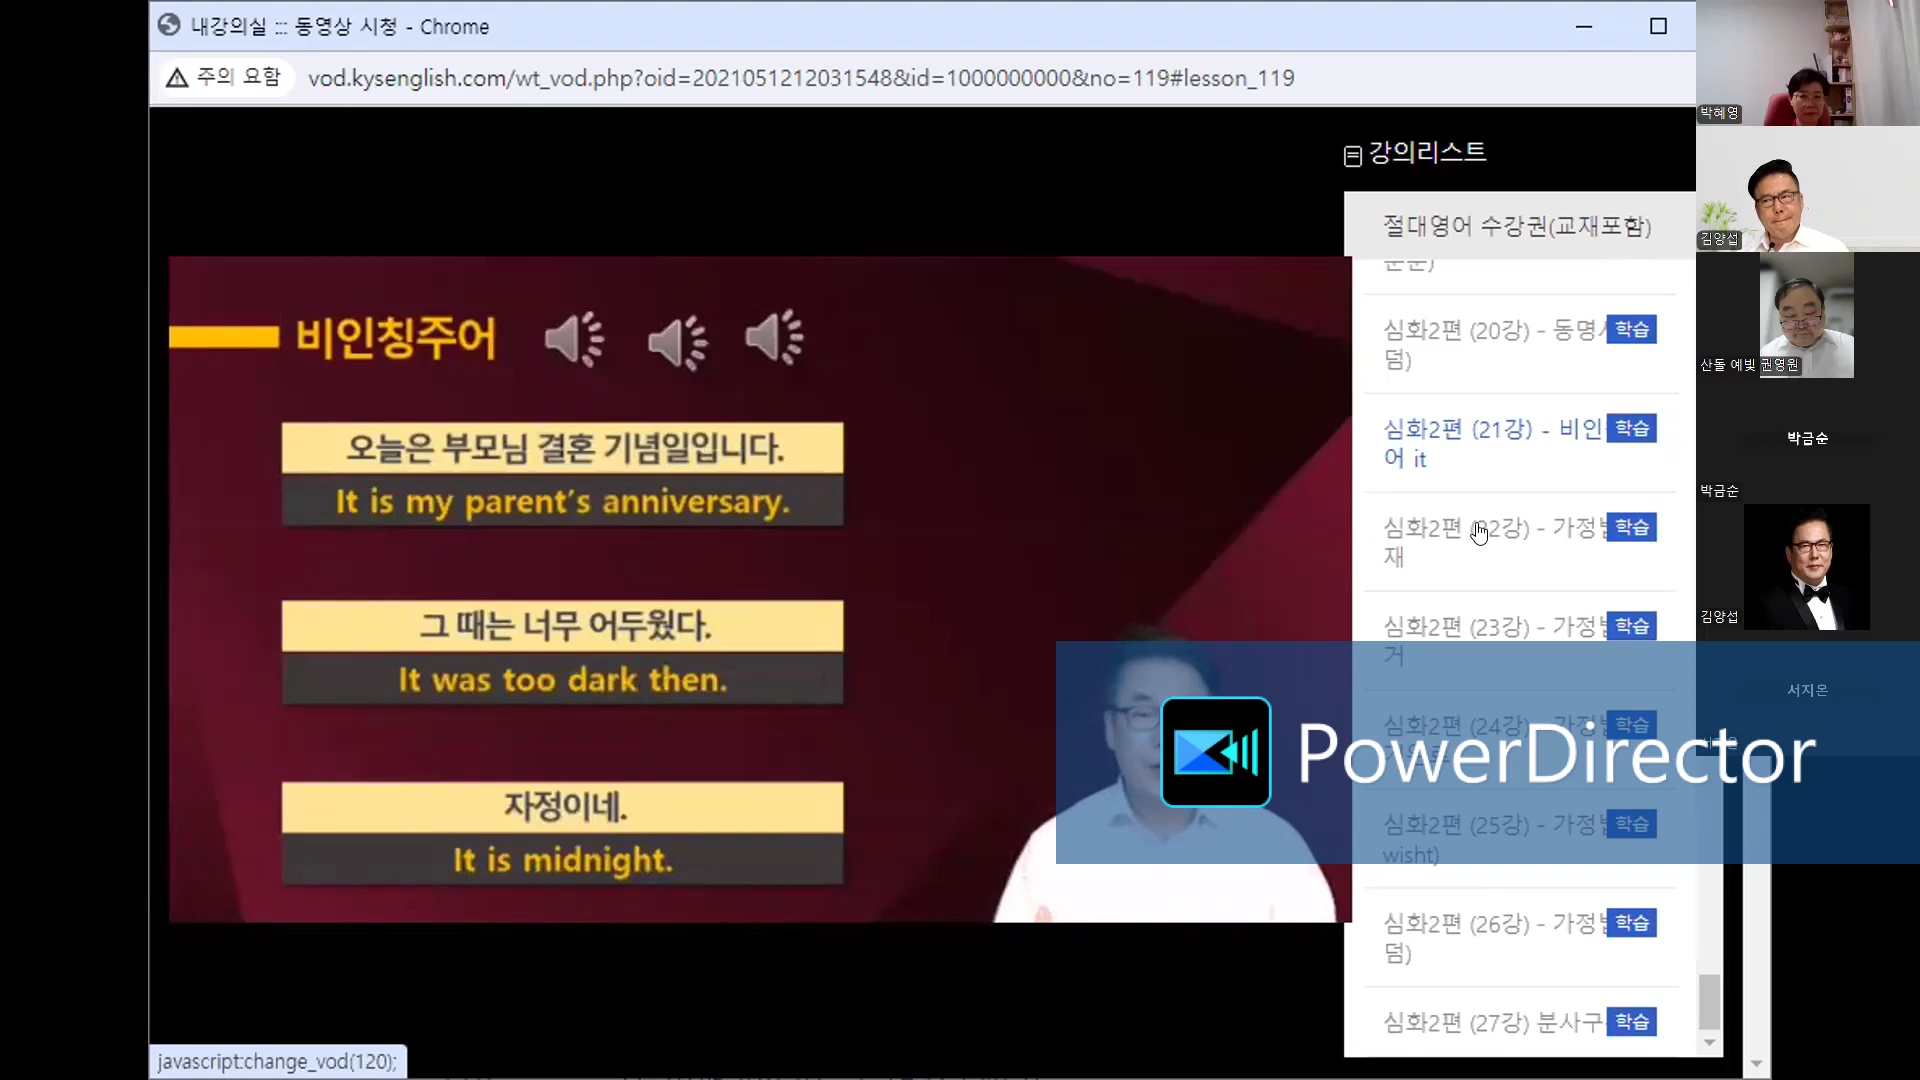 내강의실 ::: 동영상 시청 - Chrome
주의 요함
vod.kysenglish.com/wt_vod.php?oid=2021051212031548&id=1000000000&no=119#lesson_119
강의리스트
절대영어 수강권(교재포함)
비인칭주어
오늘은 부모님 결혼 기념일입니다.
It is my parent's anniversary.
그 때는 너무 어두웠다.
It was too dark then.
자정이네.
It is midnight.
심화2편 (20강) - 동명
학습
덤)
심화2편 (21강) - 비인
학습
어 it
심화2편
- 가정
학습
재
심화2편 (23강) - 가정
학습
거
심화2편 (24강) - 가정
학습
심화2편 (25강) - 가정
학습
wisht)
심화2편 (26강) - 가정
학습
덤)
심화2편 (27강) 분사구
학습
박혜영
김양섭
산돌 예빛 권영원
박금순
박금순
김양섭
서지은
PowerDirector
javascript:change_vod(120);